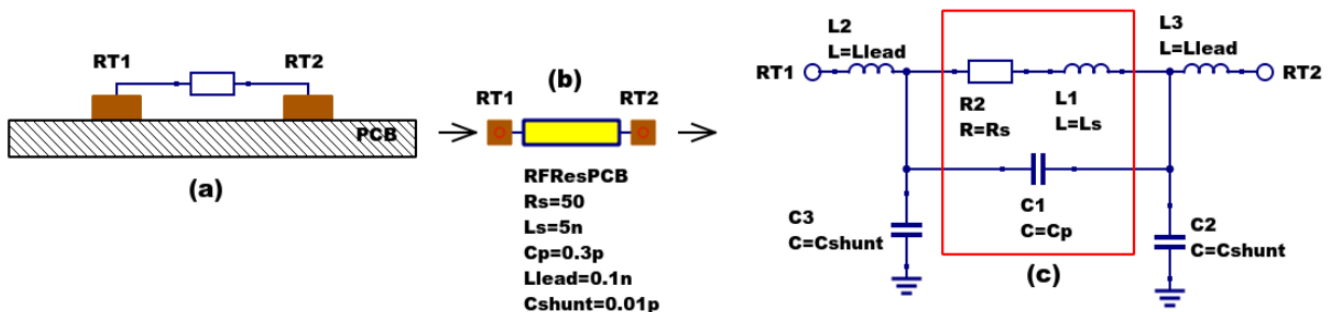 RT1
RT2
PCB
(a)
(b)
RT1
RT2
RFResPCB
Rs=50
Ls=5n
Cp=0.3p
Llead=0.1n
Cshunt=0.01p
L2
L=Llead
L3
L=Llead
RT1
RT2
R2
R=Rs
L1
L=Ls
C1
C=Cp
C3
C=Cshunt
C2
C=Cshunt
(c)